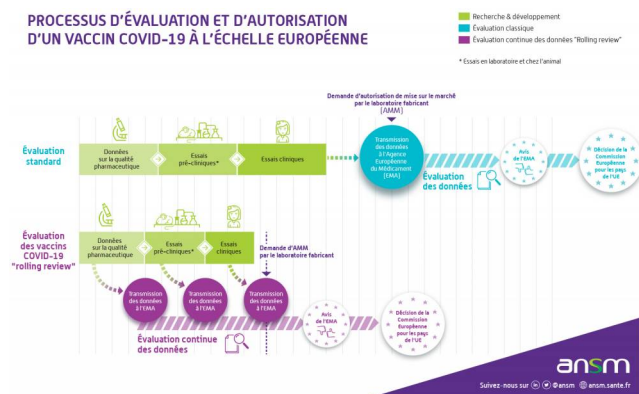 PROCESSUS D'ÉVALUATION ET D'AUTORISATION
D'UN VACCIN COVID-19 À L'ÉCHELLE EUROPÉENNE
Recherche & développement
Évaluation classique
Évaluation continue des données "Rolling review"
* Essais en laboratoire et chez l'animal
Demande d'autorisation de mise sur le marché
par le laboratoire fabricant
(AMM)
Évaluation
standard
Données
sur la qualité
pharmaceutique
Essais
pré-cliniques*
Essais cliniques
Transmission
des données
à l'Agence
Européenne
du Médicament
(EMA)
Évaluation
des données
Avis
de l'EMA
Décision de la
Commission
Européenne
pour les pays
de l'UE
Évaluation
des vaccins
COVID-19
"rolling review"
Données
sur la qualité
pharmaceutique
Essais
pré-cliniques*
Essais
cliniques
Demande d'AMM
par le laboratoire fabricant
Transmission
des données
à l'EMA
Transmission
des données
à l'EMA
Transmission
des données
à l'EMA
Évaluation continue
des données
Avis
de l'EMA
Décision de la
Commission
Européenne
pour les pays
de l'UE
ansm
Suivez-nous sur in @ansm ansm.sante.fr